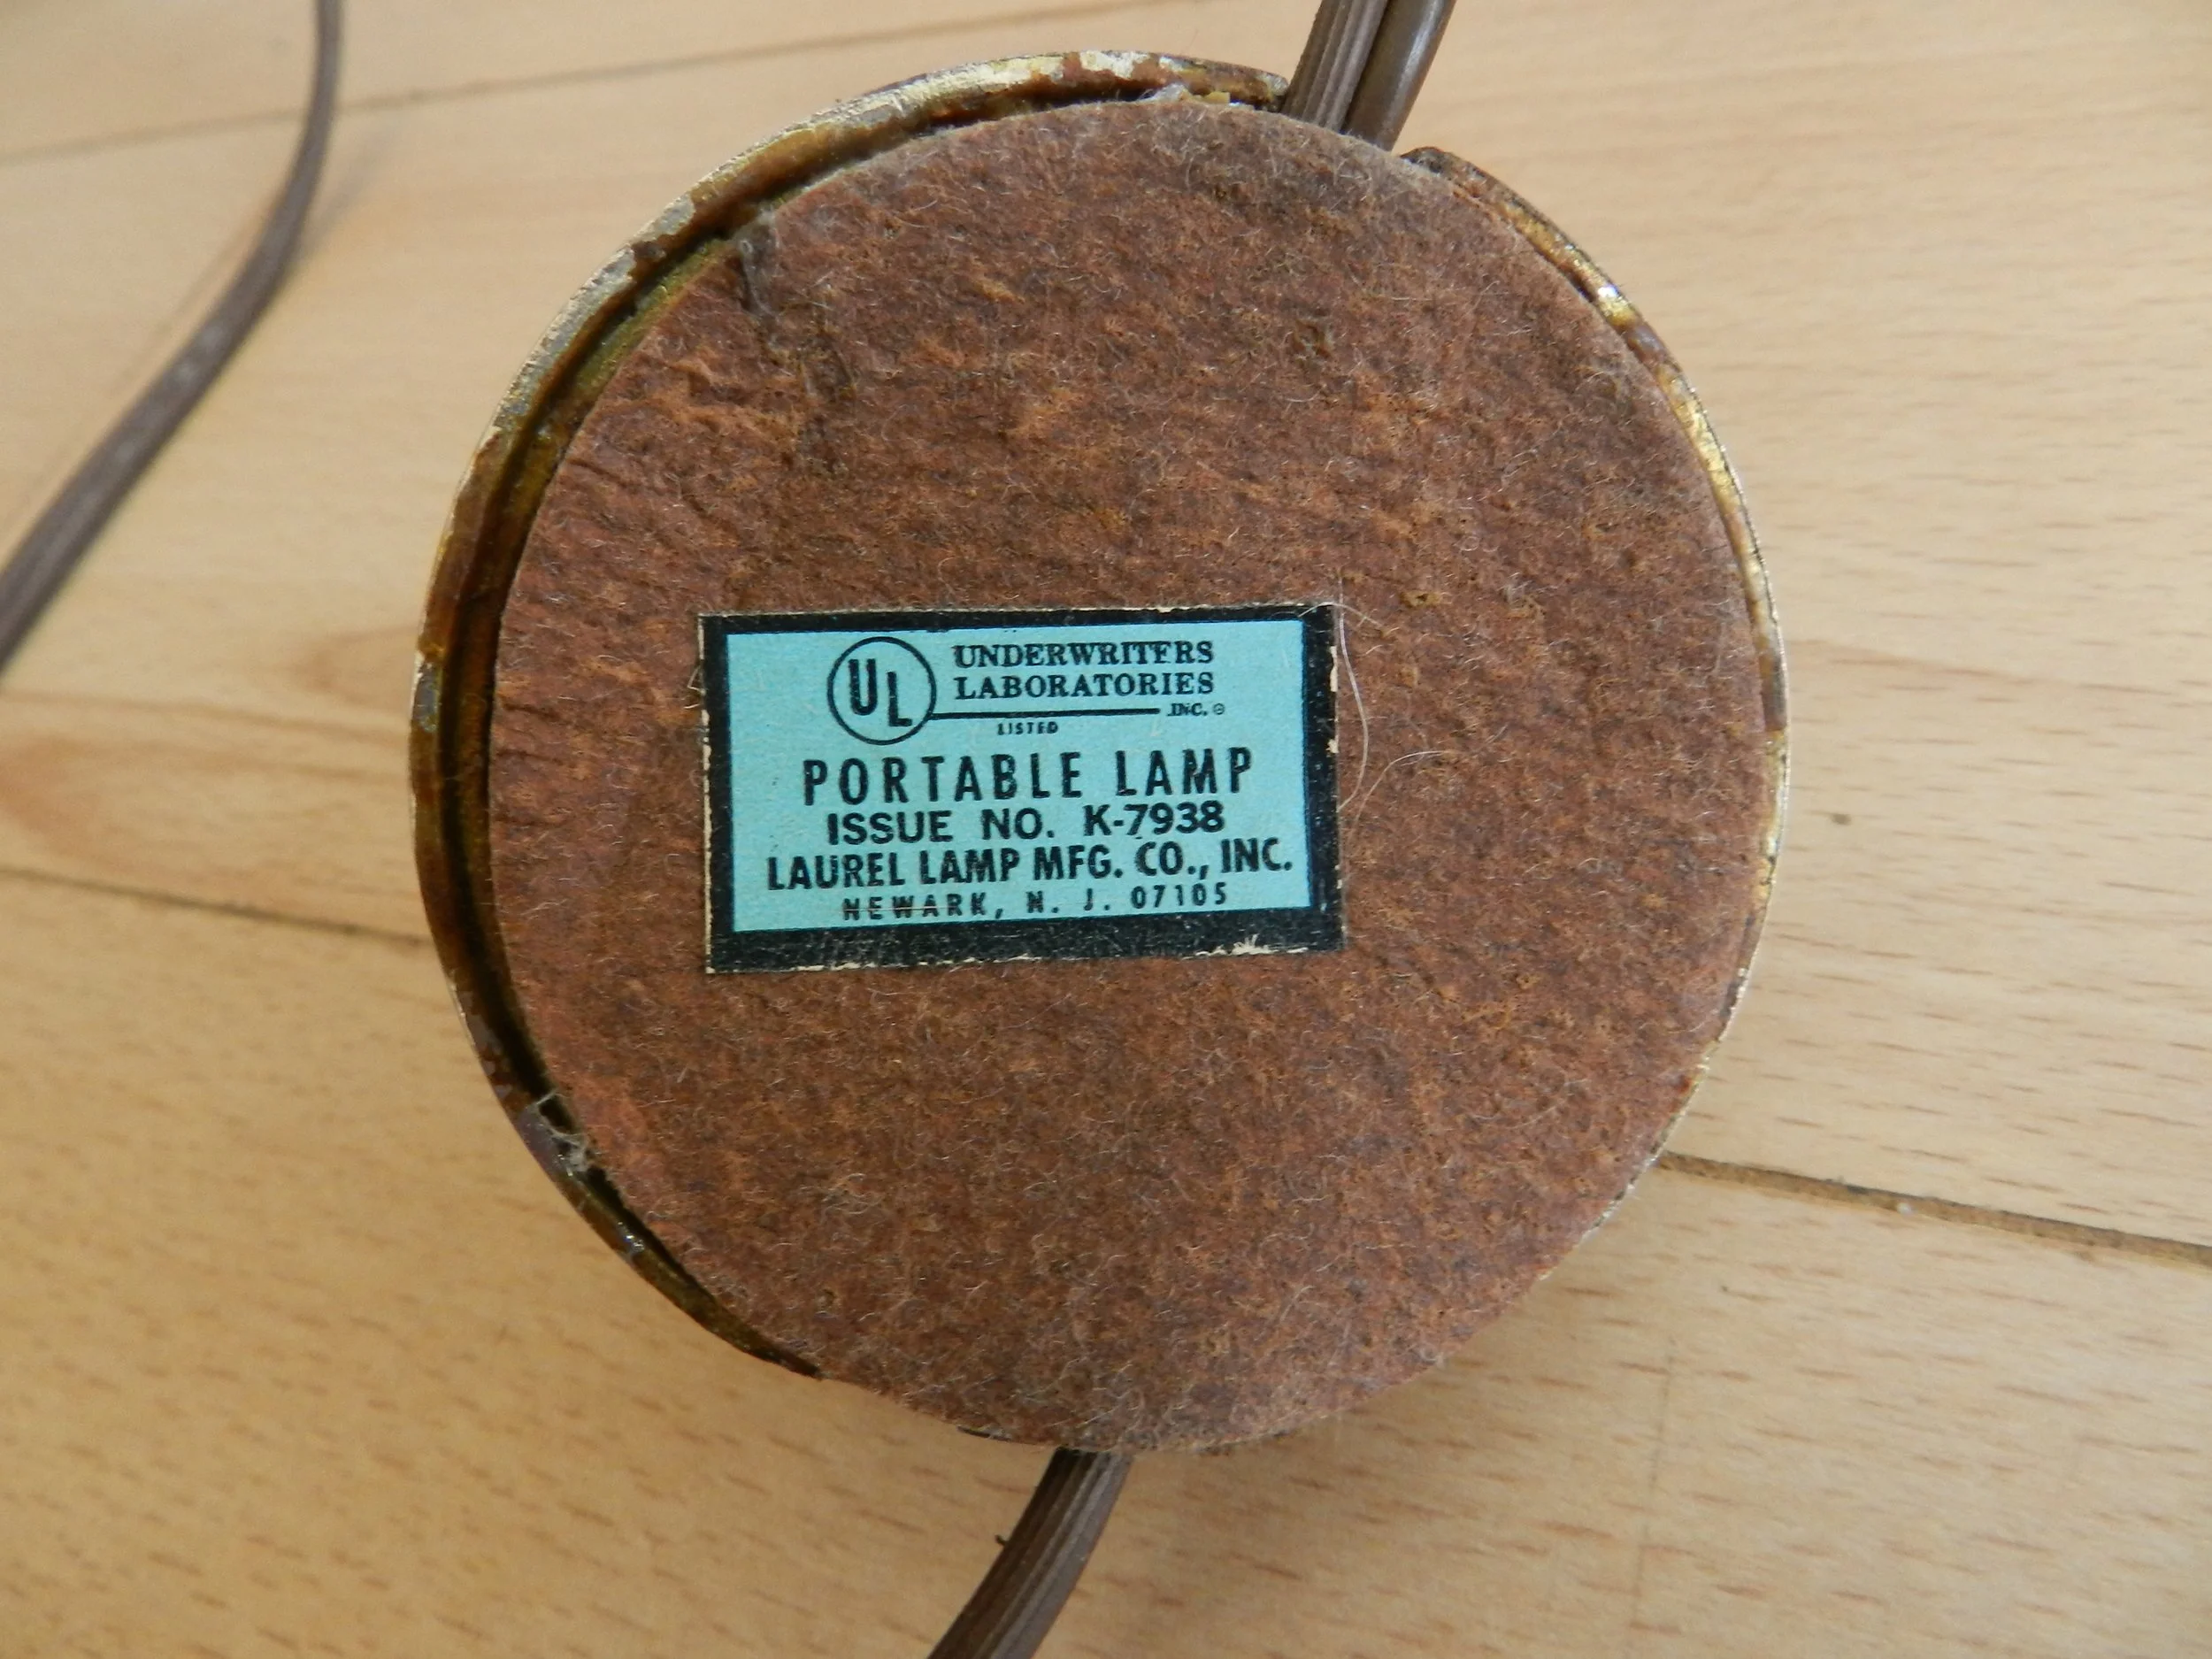 UL UNDERWRITERS
LABORATORIES
INC.
LISTED
PORTABLE LAMP
ISSUE NO. K-7938
LAUREL LAMP MFG. CO., INC.
NEWARK, N. J. 07105